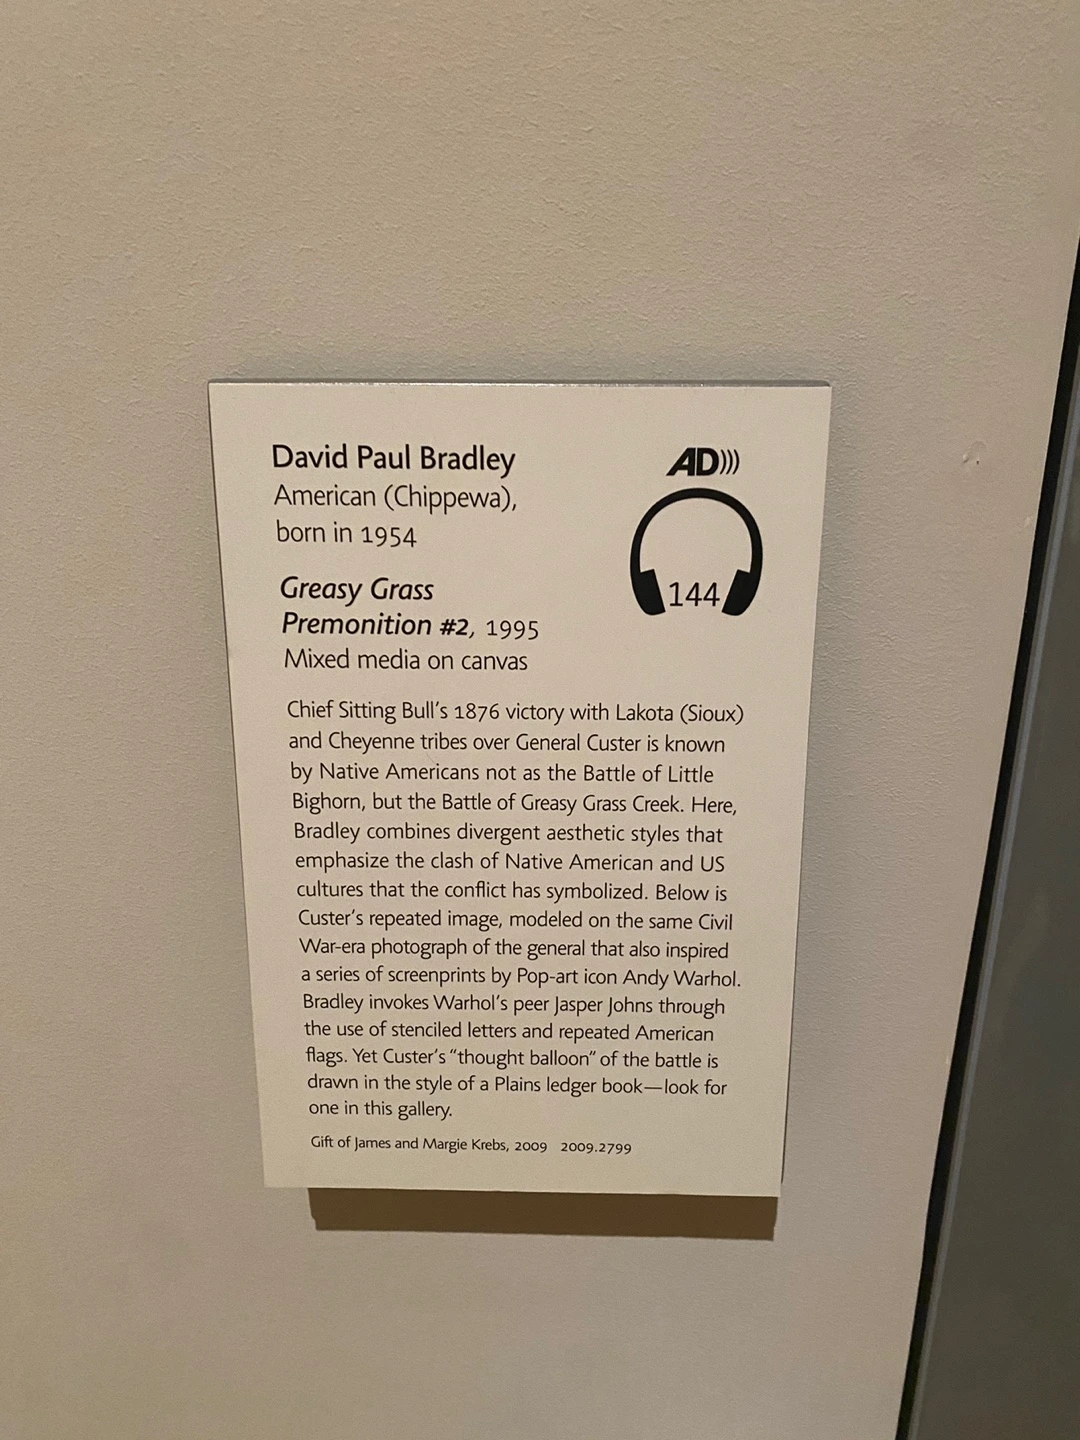 David Paul Bradley
American (Chippewa),
born in 1954
AD)))
144
Greasy Grass
Premonition #2, 1995
Mixed media on canvas
Chief Sitting Bull's 1876 victory with Lakota (Sioux)
and Cheyenne tribes over General Custer is known
by Native Americans not as the Battle of Little
Bighorn, but the Battle of Greasy Grass Creek. Here,
Bradley combines divergent aesthetic styles that
emphasize the clash of Native American and US
cultures that the conflict has symbolized. Below is
Custer's repeated image, modeled on the same Civil
War-era photograph of the general that also inspired
a series of screenprints by Pop-art icon Andy Warhol.
Bradley invokes Warhol's peer Jasper Johns through
the use of stenciled letters and repeated American
flags. Yet Custer's “thought balloon” of the battle is
drawn in the style of a Plains ledger book—look for
one in this gallery.
Gift of James and Margie Krebs, 2009 2009.2799